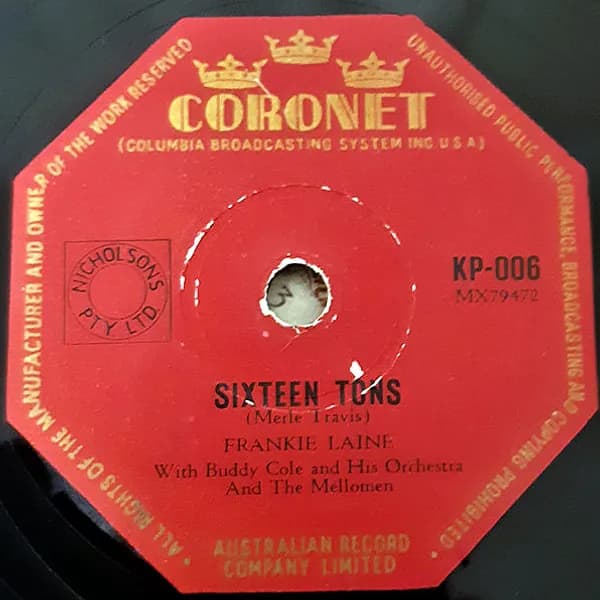 CORONET
(COLUMBIA BROADCASTING SYSTEM INC U.S.A)
• ALL RIGHTS OF THE MANUFACTURER AND OWNER OF THE WORK RESERVED
UNAUTHORISED PUBLIC PERFORMANCE, BROADCASTING AND COPYING PROHIBITED •
NICHOLSONS
PTY. LTD.
KP-006
MX79472
3
SIXTEEN TONS
(Merle Travis)
FRANKIE LAINE
With Buddy Cole and His Orchestra
And The Mellomen
AUSTRALIAN RECORD
COMPANY LIMITED